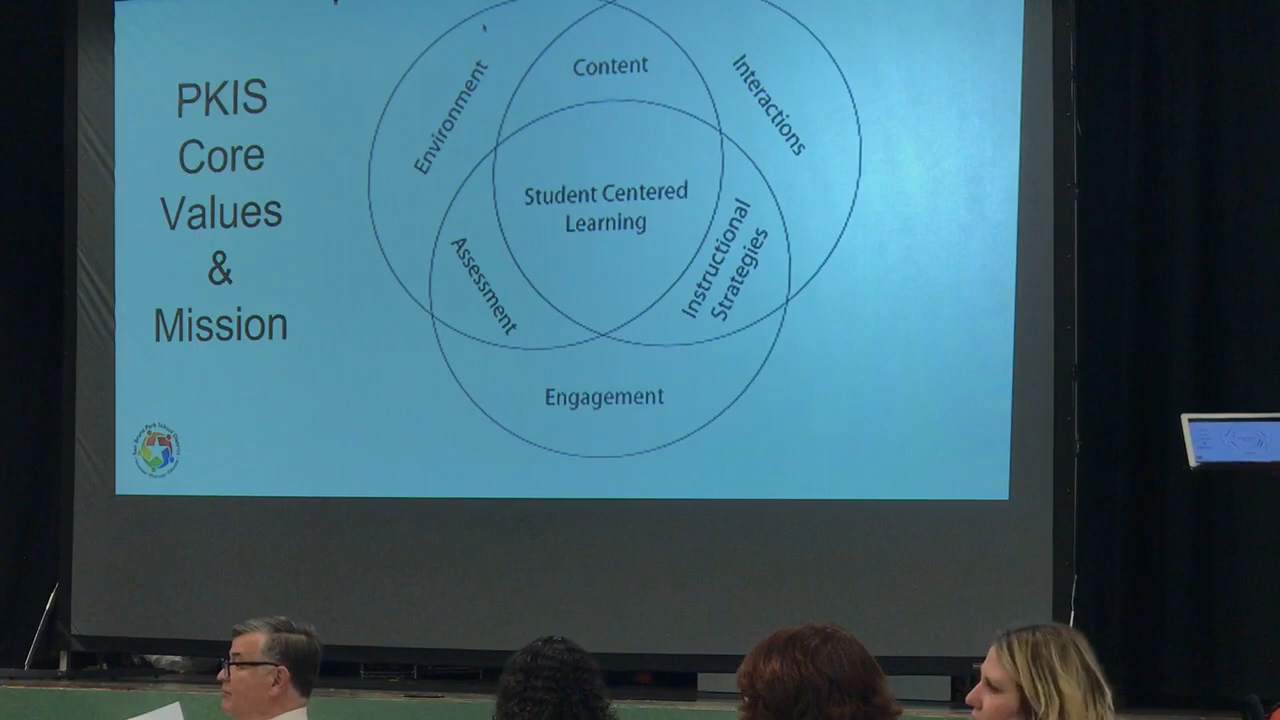 PKIS
Core
Values
&
Mission
Environment
Content
Interactions
Student Centered
Learning
Assessment
Instructional
Strategies
Engagement